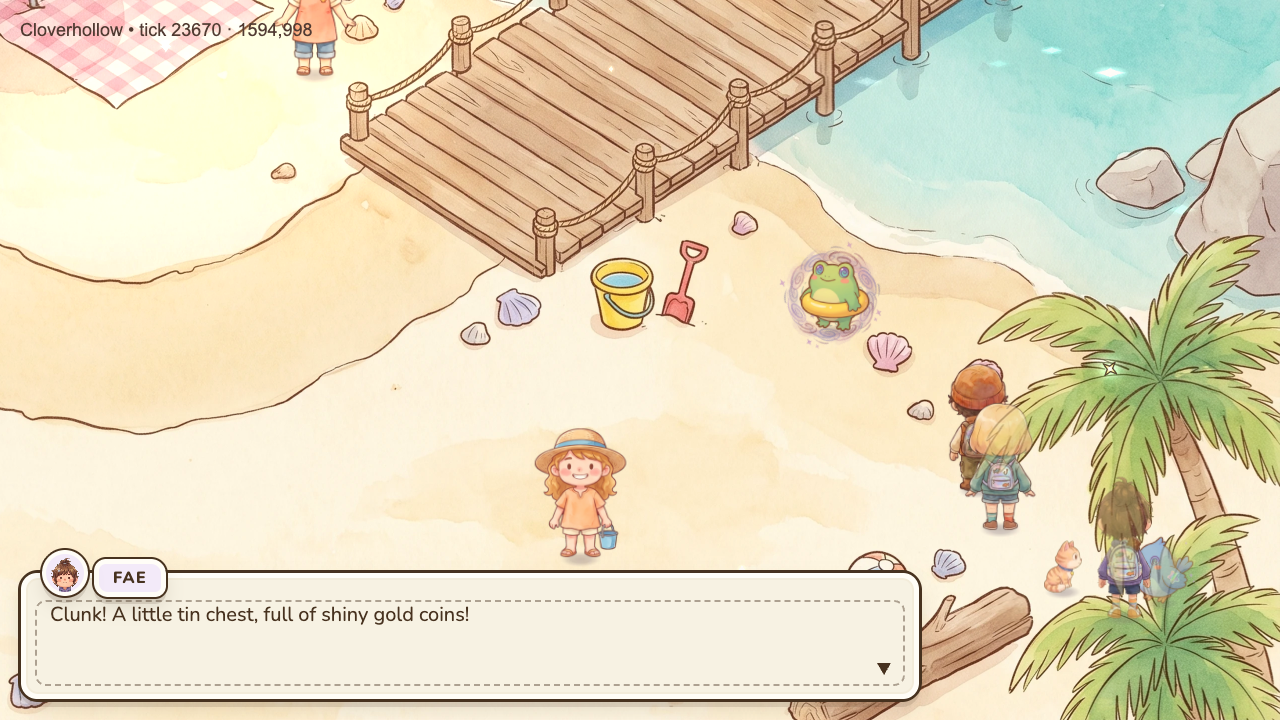 Cloverhollow • tick 23670 · 1594,998
FAE
Clunk! A little tin chest, full of shiny gold coins!